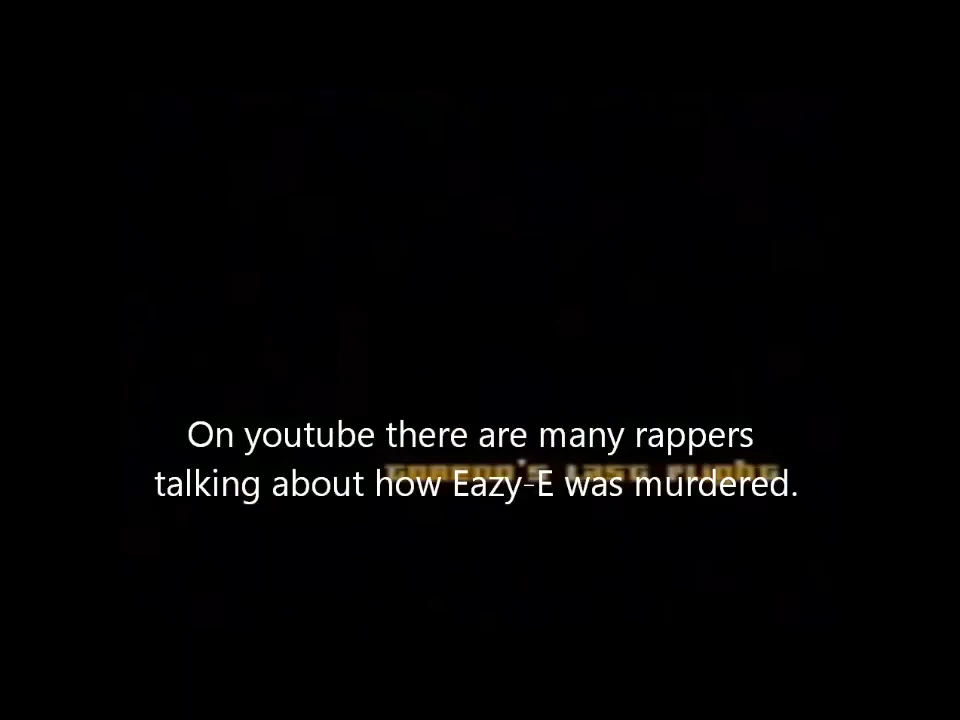 On youtube there are many rappers
talking about how Eazy-E was murdered.